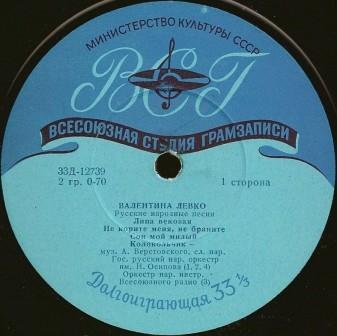 МИНИСТЕРСТВО КУЛЬТУРЫ СССР
ВСГ
ВСЕСОЮЗНАЯ СТУДИЯ ГРАМЗАПИСИ
33Д-12739
2 гр. 0-70
1 сторона
ВАЛЕНТИНА ЛЕВКО
Русские народные песни
Липа вековая
Не корите меня, не браните
Сон мой милый
Колокольчик —
муз. А. Верстовского, сл. нар.
Гос. русский нар. оркестр
им. Н. Осипова (1, 2, 4)
Оркестр нар. инстр.
Всесоюзного радио (3)
Долгоиграющая 33 1/3